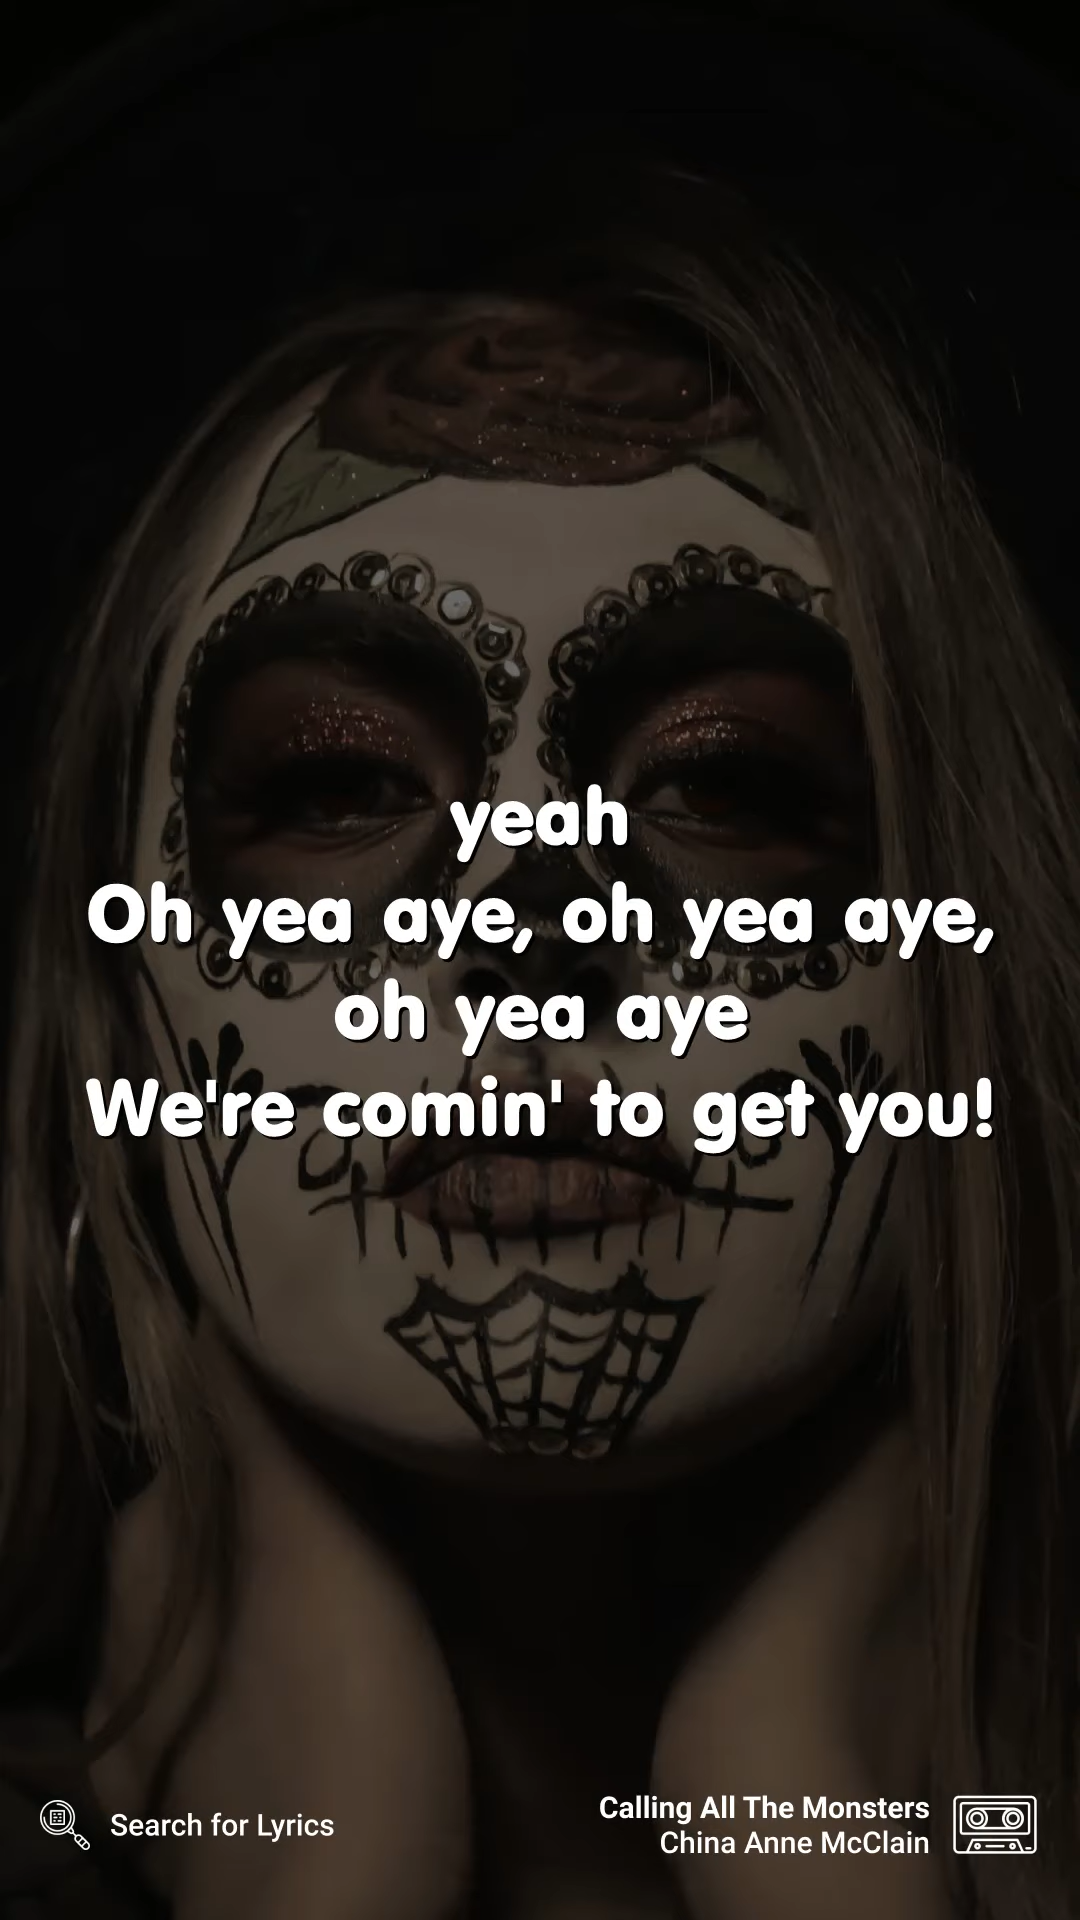 yeah
Oh yea aye, oh yea aye,
oh yea aye
We're comin' to get you!
Search for Lyrics
Calling All The Monsters
China Anne McClain